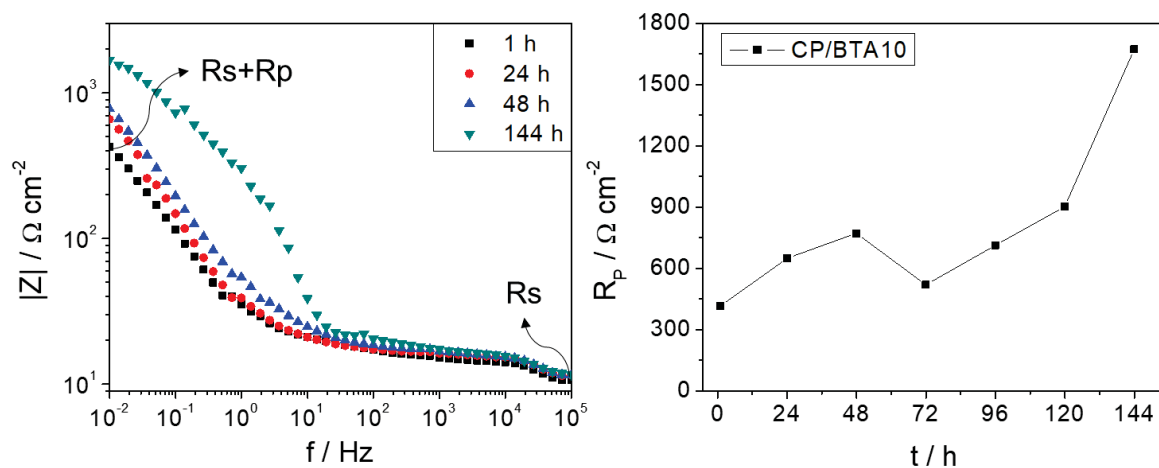 1 h
24 h
48 h
144 h
Rs+Rp
Rs
|Z| / Ω cm⁻²
10³
10²
10¹
10⁻² 10⁻¹ 10⁰ 10¹ 10² 10³ 10⁴ 10⁵
f / Hz
CP/BTA10
R_P / Ω cm⁻²
1800
1500
1200
900
600
300
0
0 24 48 72 96 120 144
t / h